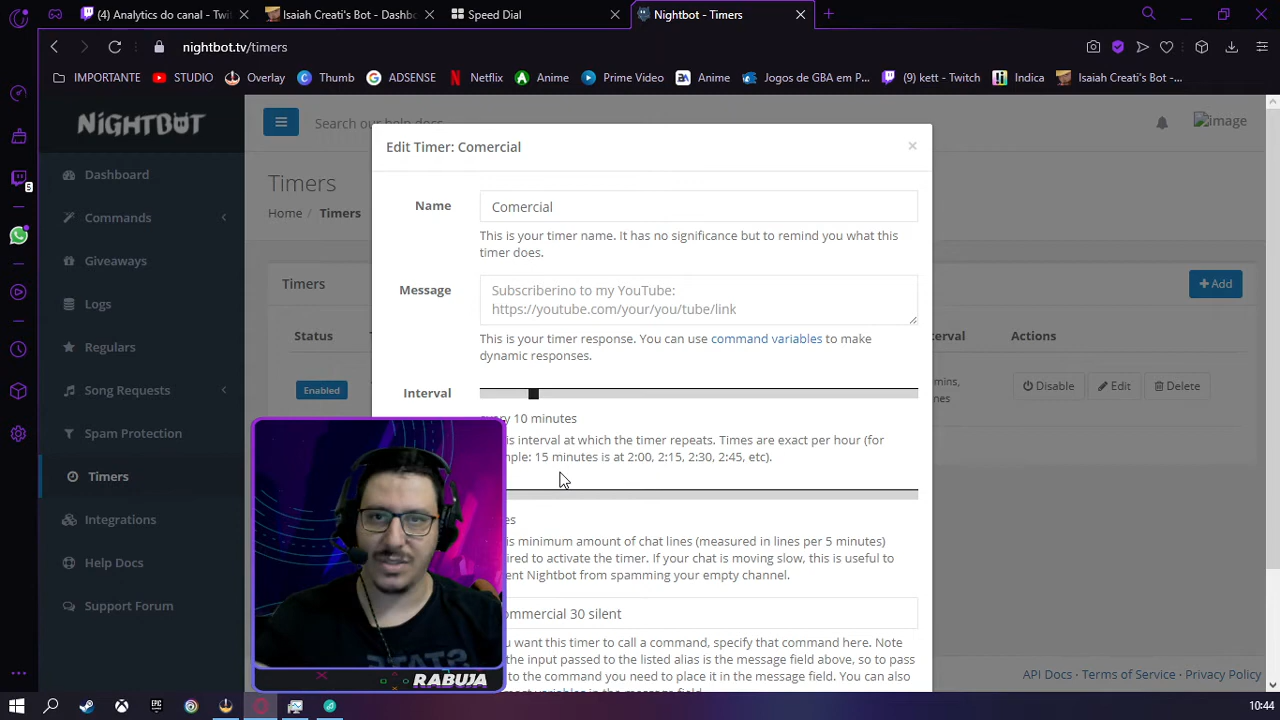 (4) Analytics do canal - Twit
Isaiah Creati's Bot - Dashbo
Speed Dial
Nightbot - Timers
nightbot.tv/timers
IMPORTANTE
STUDIO
Overlay
Thumb
ADSENSE
Netflix
Anime
Prime Video
Anime
Jogos de GBA em P...
(9) kett - Twitch
Indica
Isaiah Creati's Bot -...
NIGHTBOT
Search our help docs
image
Dashboard
Commands
Giveaways
Logs
Regulars
Song Requests
Spam Protection
Timers
Integrations
Help Docs
Support Forum
5
Timers
Home / Timers
Timers
+ Add
Status
Actions
Enabled
Disable
Edit
Delete
Edit Timer: Comercial
×
Name
Comercial
This is your timer name. It has no significance but to remind you what this
timer does.
Message
Subscriberino to my YouTube:
https://youtube.com/your/you/tube/link
This is your timer response. You can use command variables to make
dynamic responses.
Interval
every 10 minutes
is interval at which the timer repeats. Times are exact per hour (for
mple: 15 minutes is at 2:00, 2:15, 2:30, 2:45, etc).
es
is minimum amount of chat lines (measured in lines per 5 minutes)
ired to activate the timer. If your chat is moving slow, this is useful to
ent Nightbot from spamming your empty channel.
ommercial 30 silent
u want this timer to call a command, specify that command here. Note
the input passed to the listed alias is the message field above, so to pass
to the command you need to place it in the message field. You can also
RABUJA
API Docs - Terms of Service - Privacy Policy
10:44